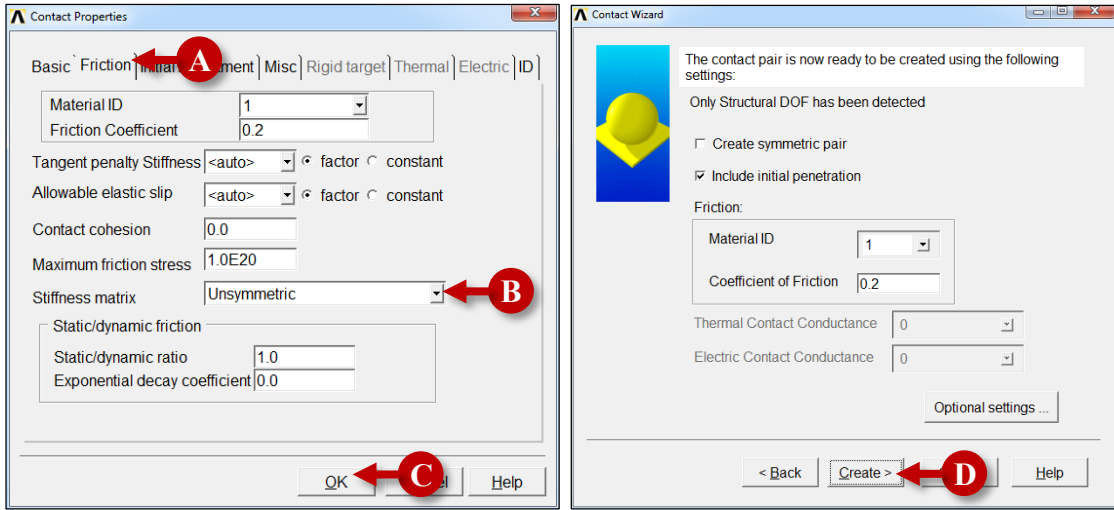 Contact Properties
Basic Friction Misc Rigid target Thermal Electric ID
A
Material ID 1
Friction Coefficient 0.2
Tangent penalty Stiffness <auto> factor constant
Allowable elastic slip <auto> factor constant
Contact cohesion 0.0
Maximum friction stress 1.0E20
Stiffness matrix Unsymmetric
B
Static/dynamic friction
Static/dynamic ratio 1.0
Exponential decay coefficient 0.0
OK Help
C
Contact Wizard
The contact pair is now ready to be created using the following
settings:
Only Structural DOF has been detected
Create symmetric pair
Include initial penetration
Friction:
Material ID 1
Coefficient of Friction 0.2
Thermal Contact Conductance 0
Electric Contact Conductance 0
Optional settings ...
< Back Create > Help
D